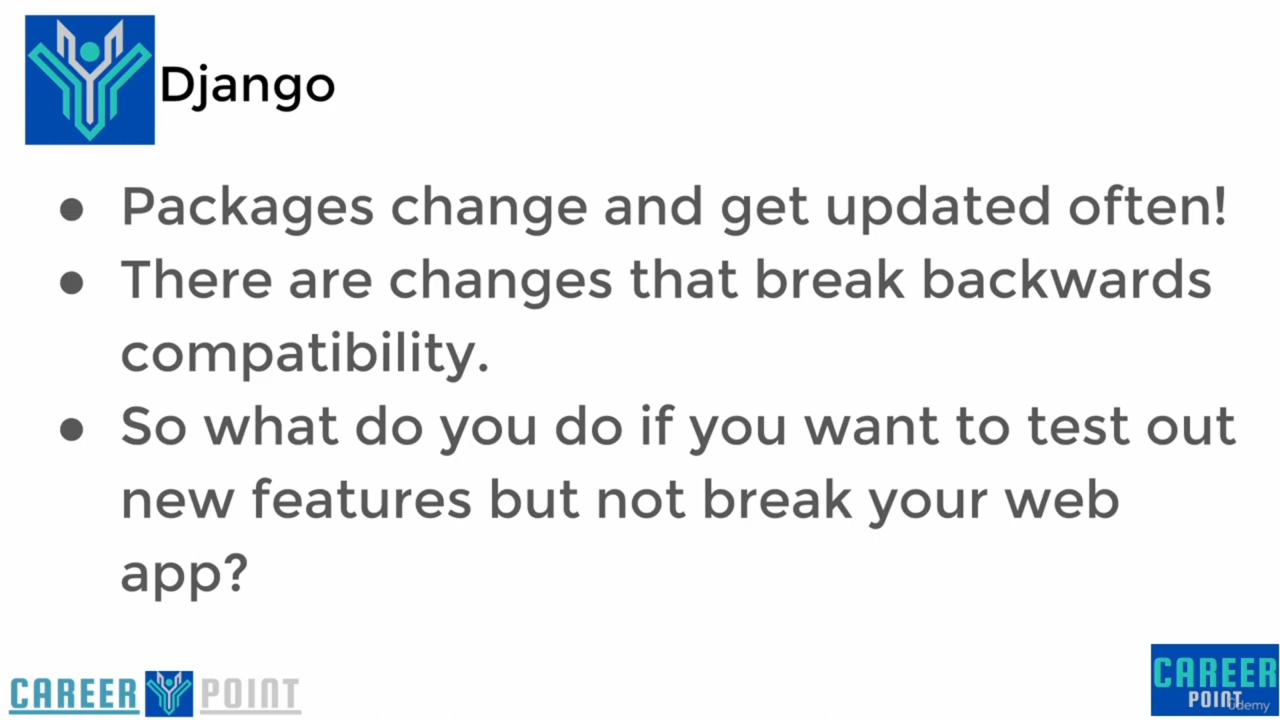 Django
● Packages change and get updated often!
● There are changes that break backwards
compatibility.
● So what do you do if you want to test out
new features but not break your web
app?
CAREER POINT
CAREER
POINT
udemy